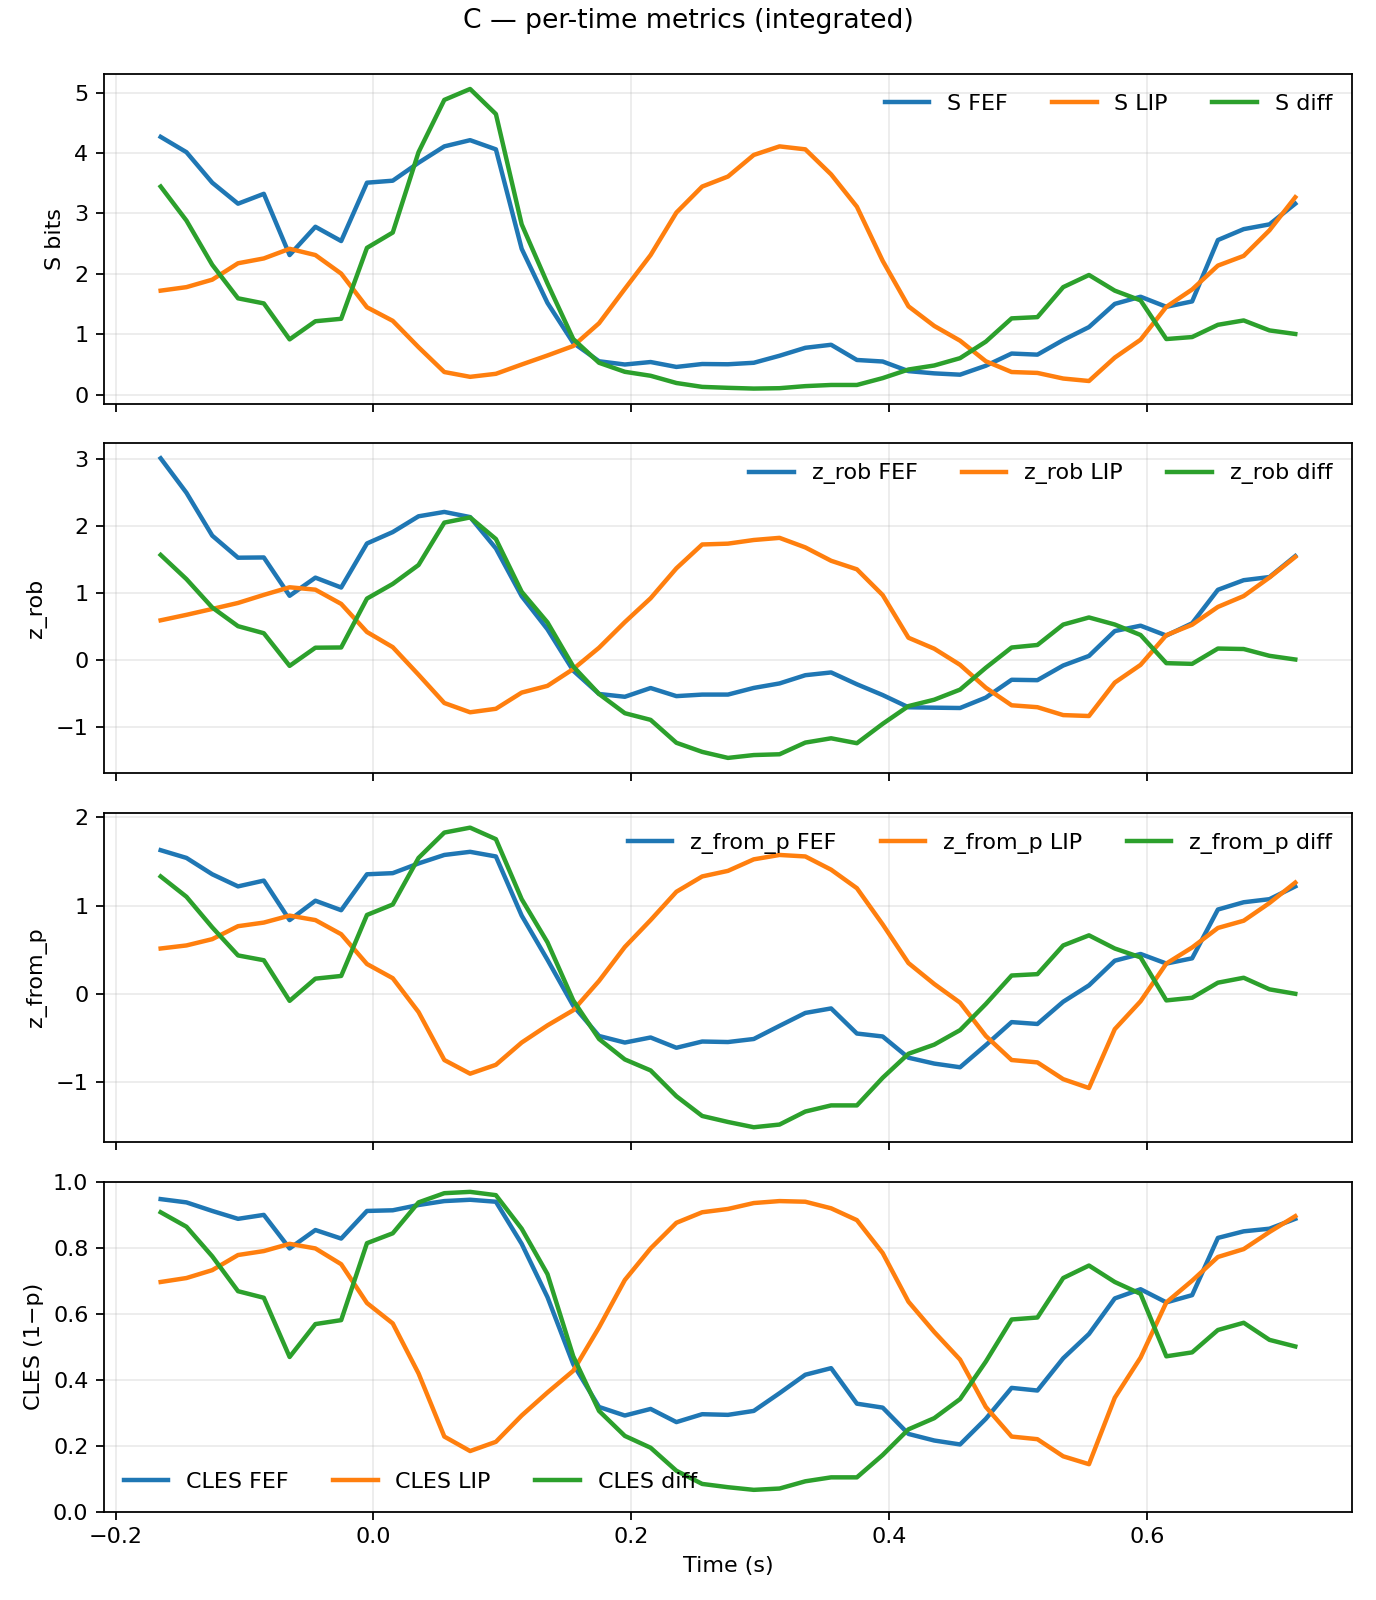 C — per-time metrics (integrated)
S FEF S LIP S diff
S bits
5
4
3
2
1
0
z_rob FEF z_rob LIP z_rob diff
z_rob
3
2
1
0
−1
z_from_p FEF z_from_p LIP z_from_p diff
z_from_p
2
1
0
−1
CLES (1−p)
1.0
0.8
0.6
0.4
0.2
0.0
CLES FEF CLES LIP CLES diff
−0.2 0.0 0.2 0.4 0.6
Time (s)